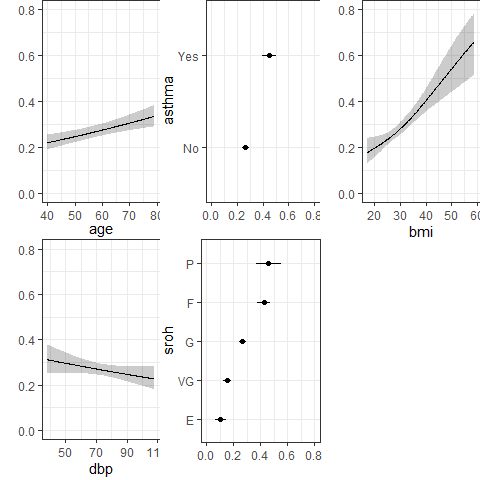 0.8
0.6
0.4
0.2
0.0
40 50 60 70 80
age
asthma
Yes
No
0.0 0.2 0.4 0.6 0.8
0.8
0.6
0.4
0.2
0.0
20 30 40 50 60
bmi
0.8
0.6
0.4
0.2
0.0
50 70 90 11
dbp
sroh
P
F
G
VG
E
0.0 0.2 0.4 0.6 0.8